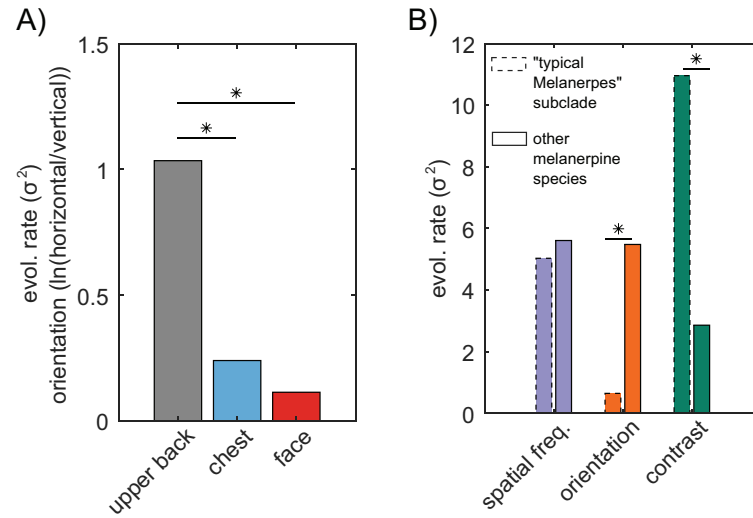 A)
evol. rate (σ²)
orientation (ln(horizontal/vertical))
1.5
1
0.5
0
*
*
upper back
chest
face
B)
evol. rate (σ²)
12
10
8
6
4
2
0
"typical
Melanerpes"
subclade
other
melanerpine
species
*
*
spatial freq.
orientation
contrast